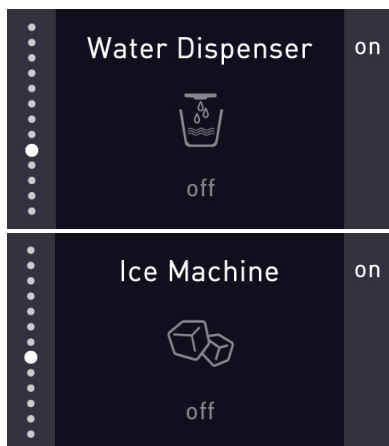 Water Dispenser
on
off
Ice Machine
on
off